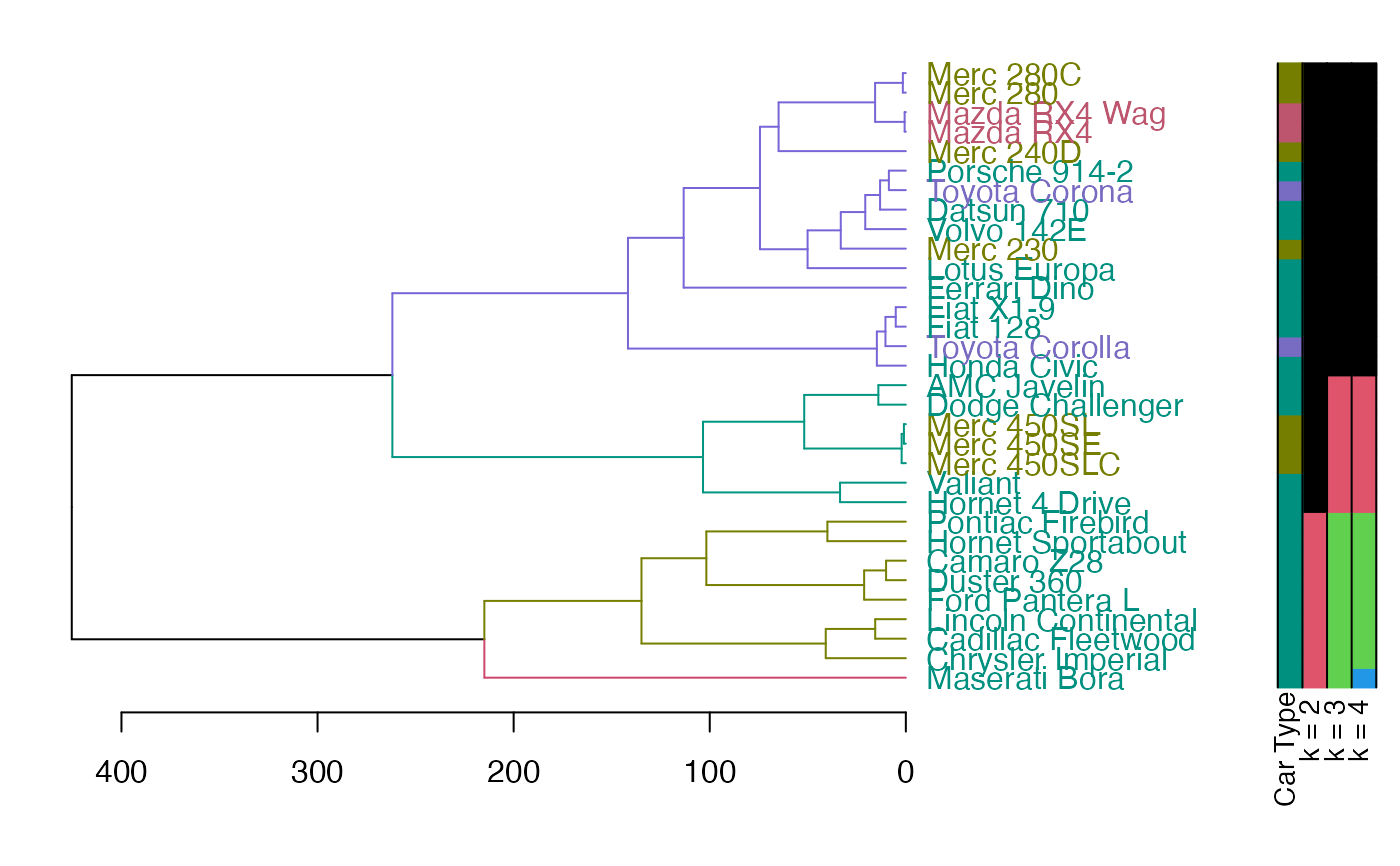 Merc 280C
Merc 280
Mazda RX4 Wag
Mazda RX4
Merc 240D
Porsche 914-2
Toyota Corona
Datsun 710
Volvo 142E
Merc 230
Lotus Europa
Ferrari Dino
Fiat X1-9
Fiat 128
Toyota Corolla
Honda Civic
AMC Javelin
Dodge Challenger
Merc 450SL
Merc 450SE
Merc 450SLC
Valiant
Hornet 4 Drive
Pontiac Firebird
Hornet Sportabout
Camaro Z28
Duster 360
Ford Pantera L
Lincoln Continental
Cadillac Fleetwood
Chrysler Imperial
Maserati Bora
400 300 200 100 0
Car Type
k = 2
k = 3
k = 4